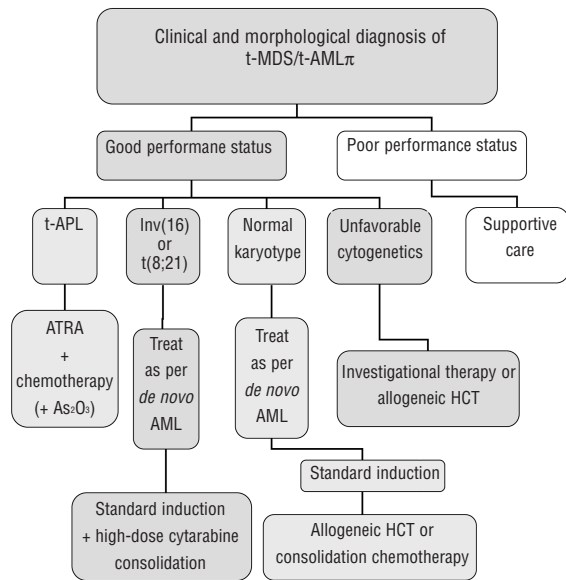 Clinical and morphological diagnosis of
t-MDS/t-AMLπ
Good performane status
Poor performance status
t-APL
Inv(16)
or
t(8;21)
Normal
karyotype
Unfavorable
cytogenetics
Supportive
care
ATRA
+
chemotherapy
(+ As₂O₃)
Treat
as per
de novo
AML
Treat
as per
de novo
AML
Investigational therapy or
allogeneic HCT
Standard induction
Standard induction
+ high-dose cytarabine
consolidation
Allogeneic HCT or
consolidation chemotherapy